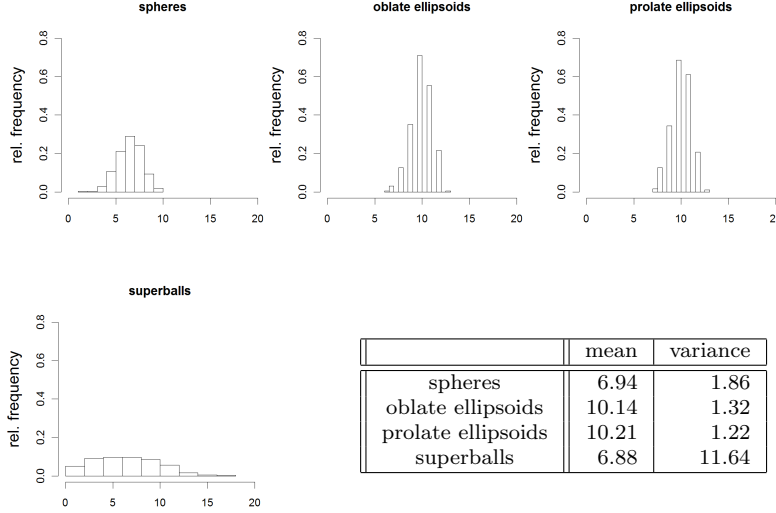 spheres
oblate ellipsoids
prolate ellipsoids
rel. frequency
0.0 0.2 0.4 0.6 0.8
0 5 10 15 20
rel. frequency
0.0 0.2 0.4 0.6 0.8
0 5 10 15 20
rel. frequency
0.0 0.2 0.4 0.6 0.8
0 5 10 15 2
superballs
rel. frequency
0.0 0.2 0.4 0.6 0.8
0 5 10 15 20
mean variance
spheres 6.94 1.86
oblate ellipsoids 10.14 1.32
prolate ellipsoids 10.21 1.22
superballs 6.88 11.64